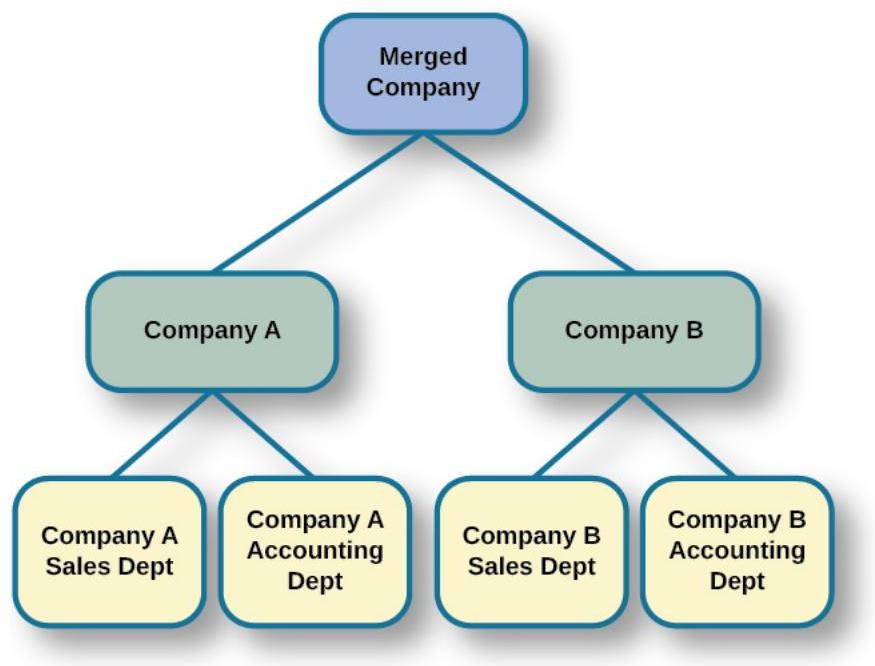 Merged
Company
Company A
Company B
Company A
Sales Dept
Company A
Accounting
Dept
Company B
Sales Dept
Company B
Accounting
Dept